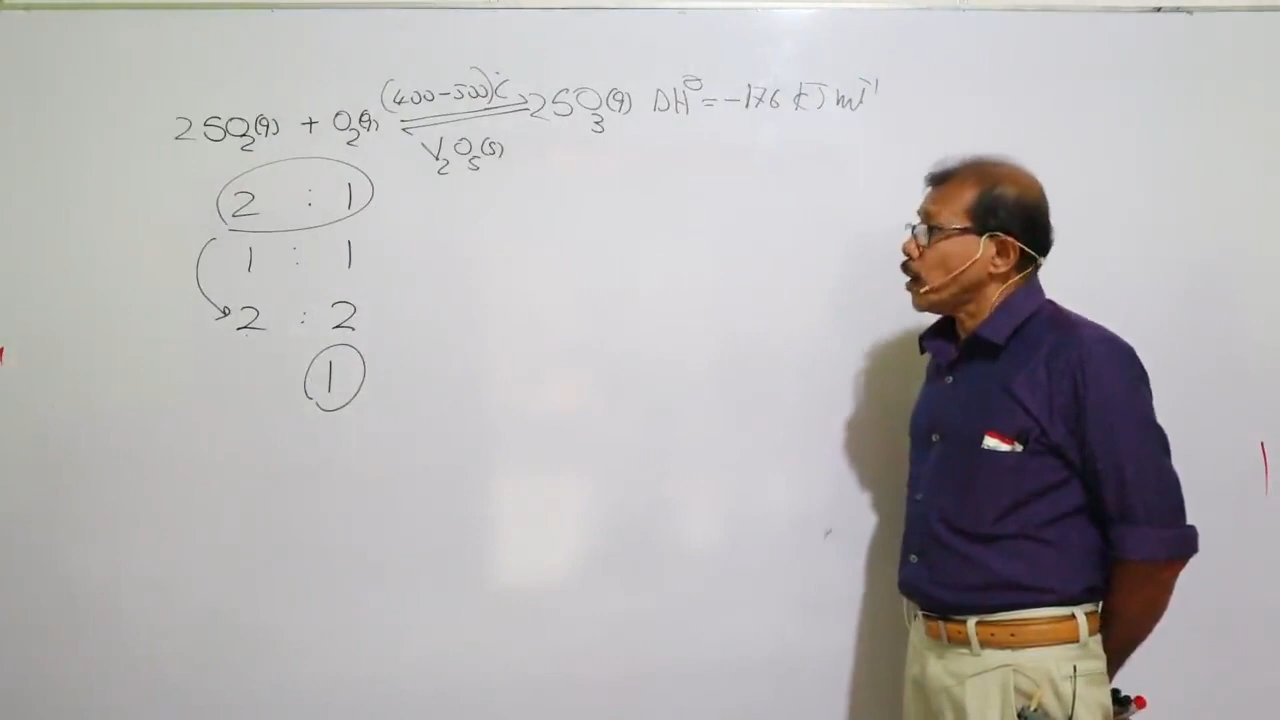 2SO₂(g) + O₂(g) (400-500)°C ⇌ V₂O₅(s) 2SO₃(g) ΔH° = -176 kJ mol⁻¹
2 : 1
1 : 1
2 : 2
1